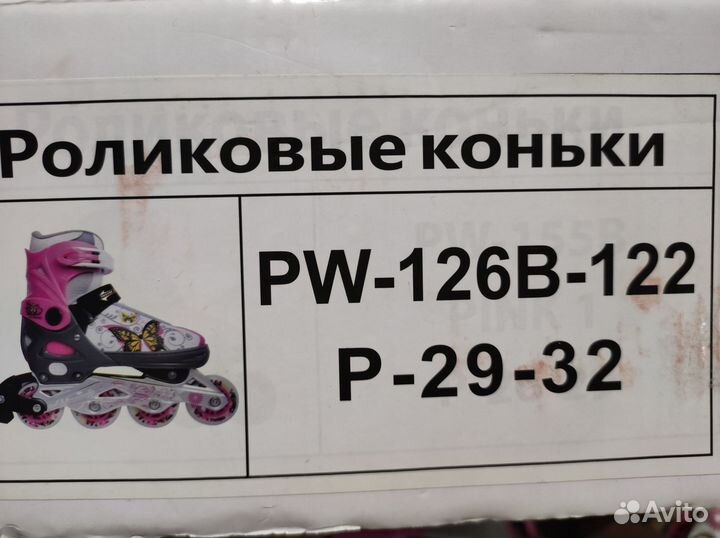 Роликовые коньки
PW-126B-122
Р-29-32
Avito